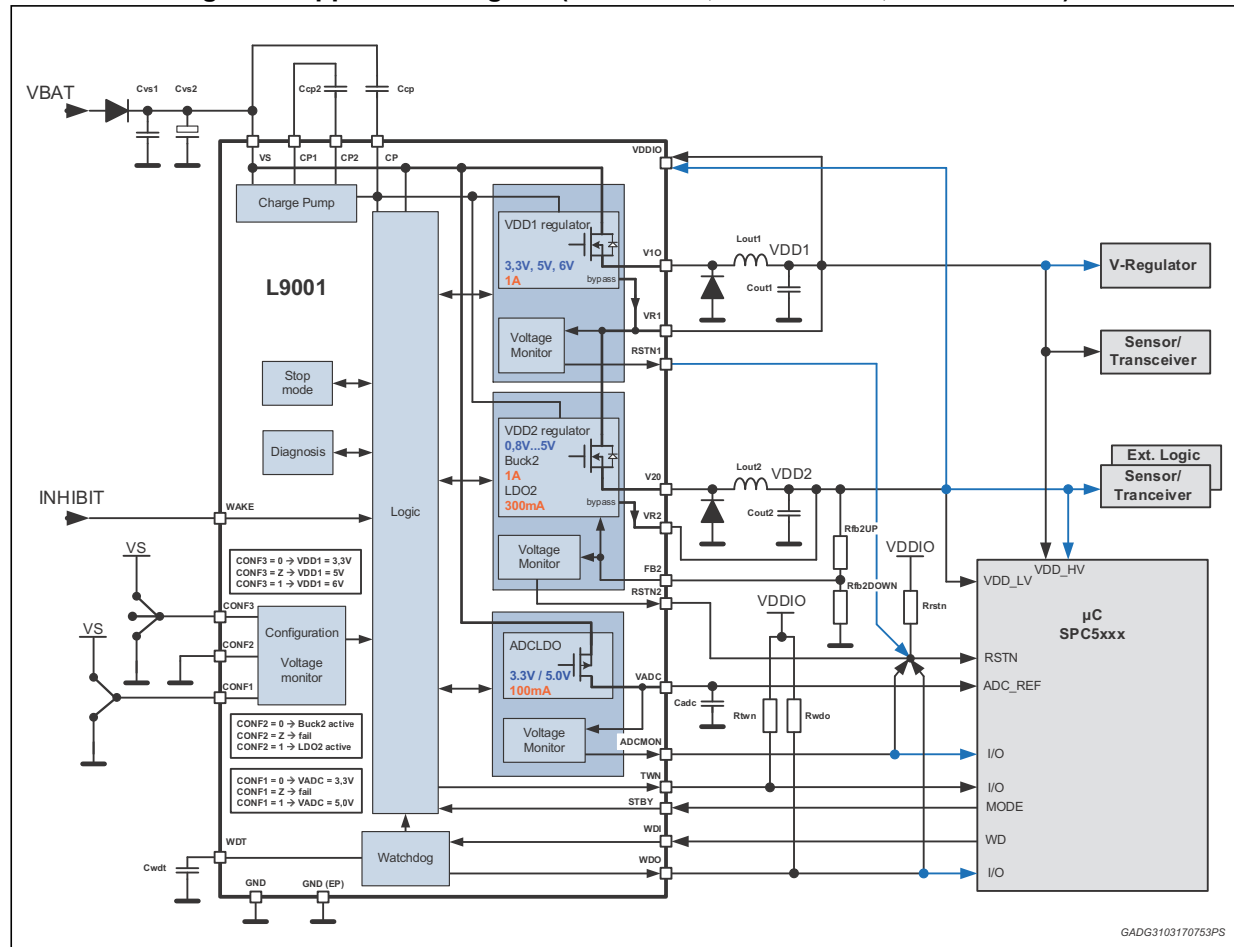 VBAT
Cvs1
Cvs2
Ccp2
Ccp
VS
CP1
CP2
CP
VDDIO
Charge Pump
L9001
VDD1 regulator
3,3V, 5V, 6V
1A
bypass
V1O
Lout1
VDD1
Cout1
V-Regulator
VR1
Voltage
Monitor
RSTN1
Sensor/
Transceiver
Stop
mode
Diagnosis
Logic
VDD2 regulator
0,8V...5V
Buck2
1A
LDO2
300mA
bypass
V20
Lout2
VDD2
Cout2
VR2
Ext. Logic
Sensor/
Tranceiver
INHIBIT
WAKE
Voltage
Monitor
FB2
RSTN2
Rfb2UP
Rfb2DOWN
VDDIO
Rrstn
VDD_HV
VDD_LV
µC
SPC5xxx
VS
CONF3 = 0 → VDD1 = 3,3V
CONF3 = Z → VDD1 = 5V
CONF3 = 1 → VDD1 = 6V
CONF3
VS
CONF2
CONF1
Configuration
Voltage
monitor
VDDIO
ADCLDO
3.3V / 5.0V
100mA
VADC
Cadc
Rtwn
Rwdo
RSTN
ADC_REF
CONF2 = 0 → Buck2 active
CONF2 = Z → fail
CONF2 = 1 → LDO2 active
Voltage
Monitor
ADCMON
I/O
CONF1 = 0 → VADC = 3,3V
CONF1 = Z → fail
CONF1 = 1 → VADC = 5,0V
TWN
I/O
STBY
MODE
WDT
Cwdt
Watchdog
WDI
WD
WDO
I/O
GND
GND (EP)
GADG3103170753PS